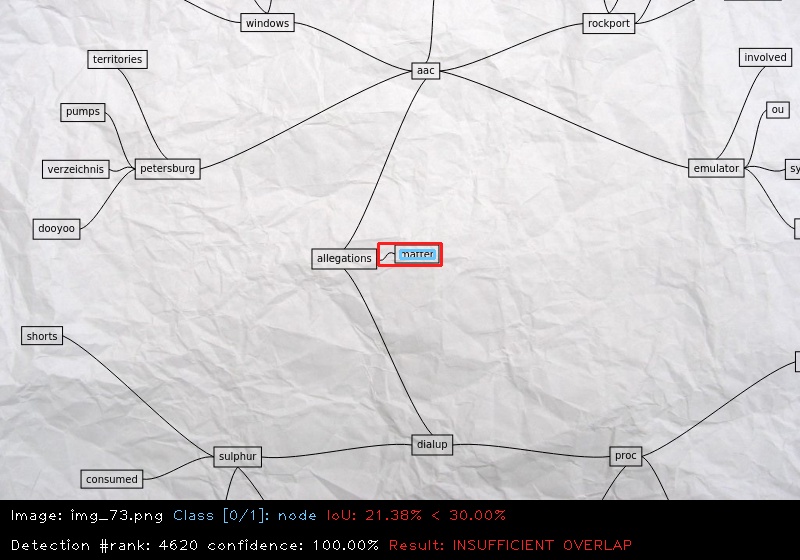 windows
rockport
territories
involved
aac
pumps
ou
verzeichnis
petersburg
emulator
sy
dooyoo
allegations
matter
shorts
dialup
sulphur
proc
consumed
Image: img_73.png Class [0/1]: node IoU: 21.38% < 30.00%
Detection #rank: 4620 confidence: 100.00% Result: INSUFFICIENT OVERLAP